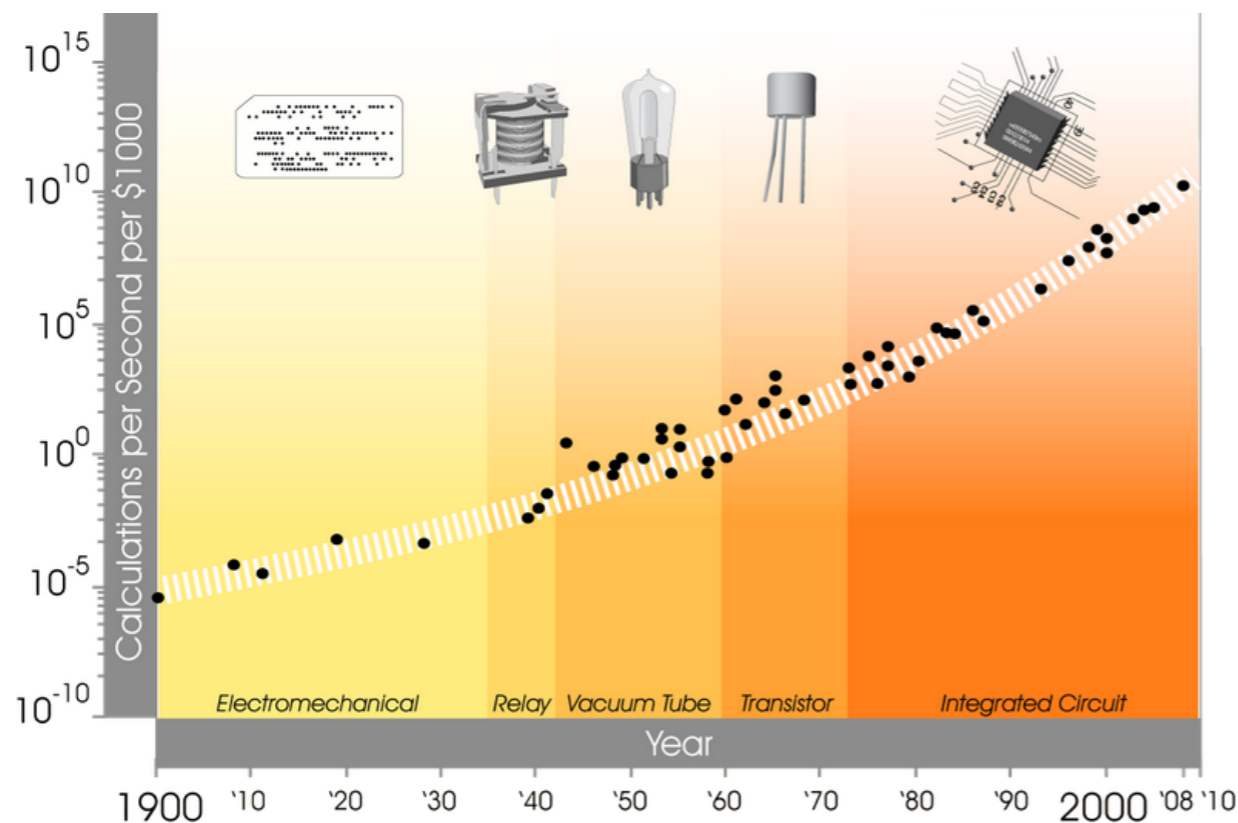 Calculations per Second per $1000
10^15
10^10
10^5
10^0
10^-5
10^-10
Electromechanical
Relay
Vacuum Tube
Transistor
Integrated Circuit
Year
1900
'10
'20
'30
'40
'50
'60
'70
'80
'90
2000
'08
'10